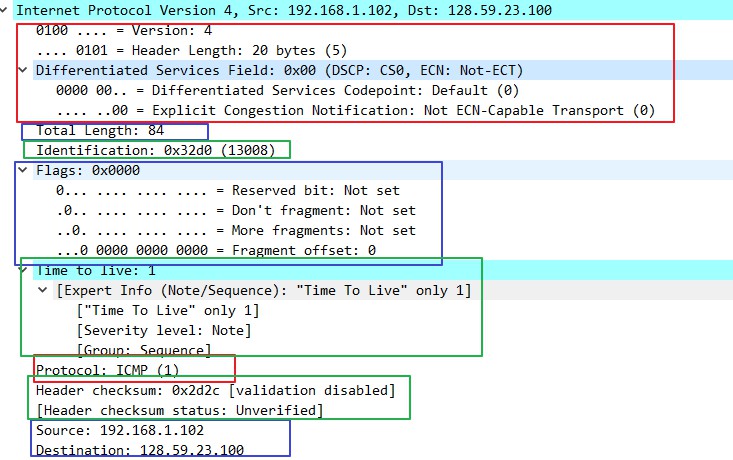 Internet Protocol Version 4, Src: 192.168.1.102, Dst: 128.59.23.100
0100 .... = Version: 4
.... 0101 = Header Length: 20 bytes (5)
Differentiated Services Field: 0x00 (DSCP: CS0, ECN: Not-ECT)
0000 00.. = Differentiated Services Codepoint: Default (0)
.... ..00 = Explicit Congestion Notification: Not ECN-Capable Transport (0)
Total Length: 84
Identification: 0x32d0 (13008)
Flags: 0x0000
0... .... .... .... = Reserved bit: Not set
.0.. .... .... .... = Don't fragment: Not set
..0. .... .... .... = More fragments: Not set
...0 0000 0000 0000 = Fragment offset: 0
Time to live: 1
[Expert Info (Note/Sequence): "Time To Live" only 1]
["Time To Live" only 1]
[Severity level: Note]
[Group: Sequence]
Protocol: ICMP (1)
Header checksum: 0x2d2c [validation disabled]
[Header checksum status: Unverified]
Source: 192.168.1.102
Destination: 128.59.23.100